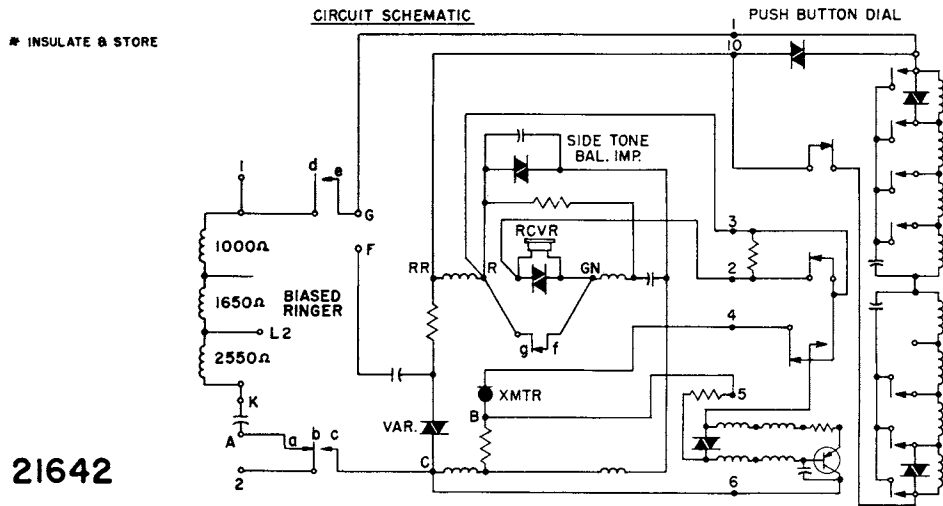 CIRCUIT SCHEMATIC
PUSH BUTTON DIAL
# INSULATE & STORE
1
10
SIDE TONE
BAL. IMP.
1
d
e
G
F
1000Ω
1650Ω
BIASED
RINGER
L2
2550Ω
K
A
a
b
c
2
RR
R
RCVR
GN
3
2
4
g
f
XMTR
B
5
VAR.
C
6
21642